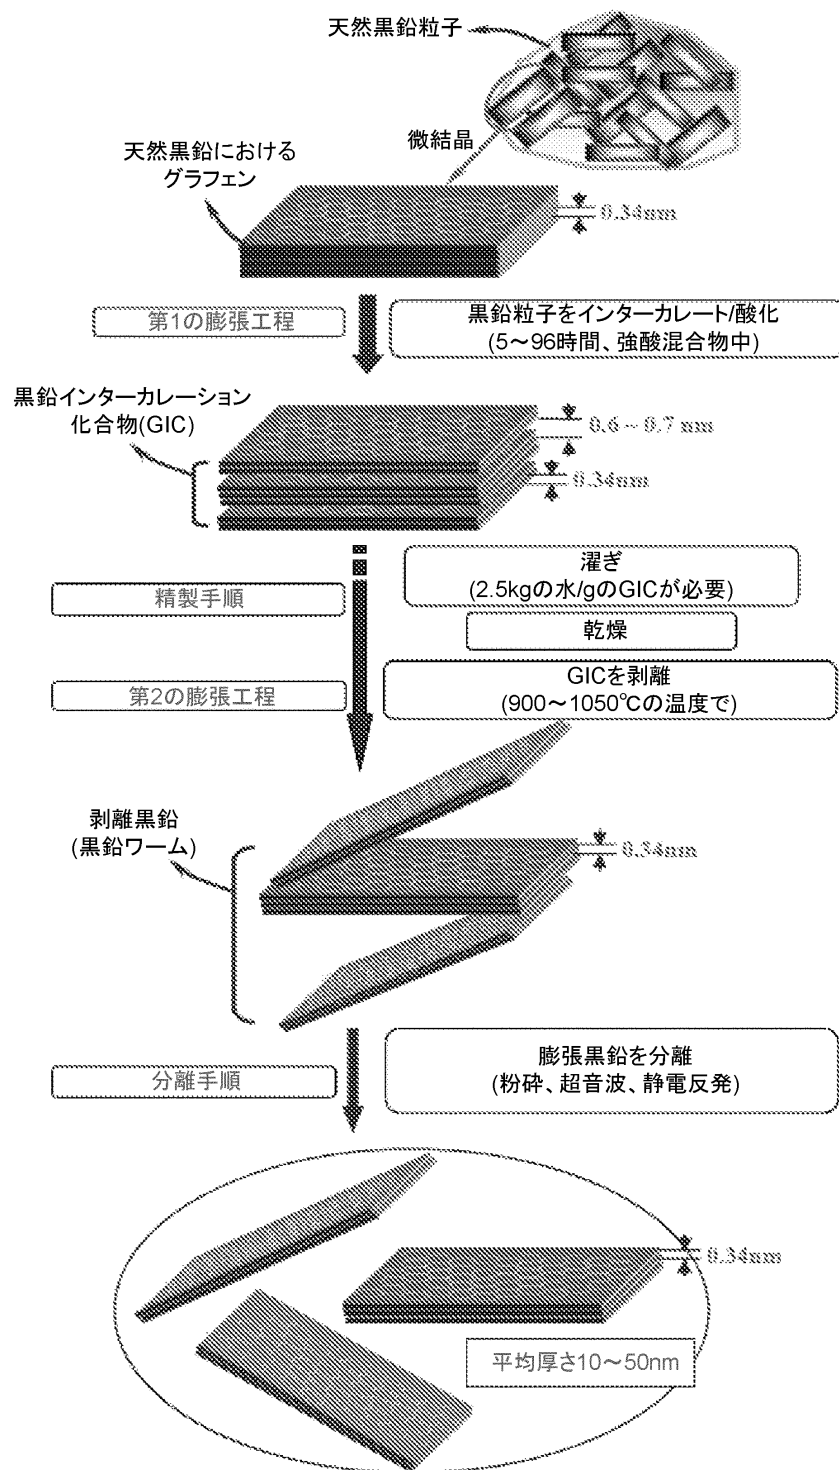 天然黒鉛粒子
微結晶
天然黒鉛における
グラフェン
0.34nm
第1の膨張工程
黒鉛粒子をインターカレート/酸化
(5～96時間、強酸混合物中)
黒鉛インターカレーション
化合物(GIC)
0.6 – 0.7 nm
0.34nm
濯ぎ
(2.5kgの水/gのGICが必要)
精製手順
乾燥
第2の膨張工程
GICを剥離
(900～1050℃の温度で)
剥離黒鉛
(黒鉛ワーム)
0.34nm
分離手順
膨張黒鉛を分離
(粉砕、超音波、静電反発)
0.34nm
平均厚さ10～50nm